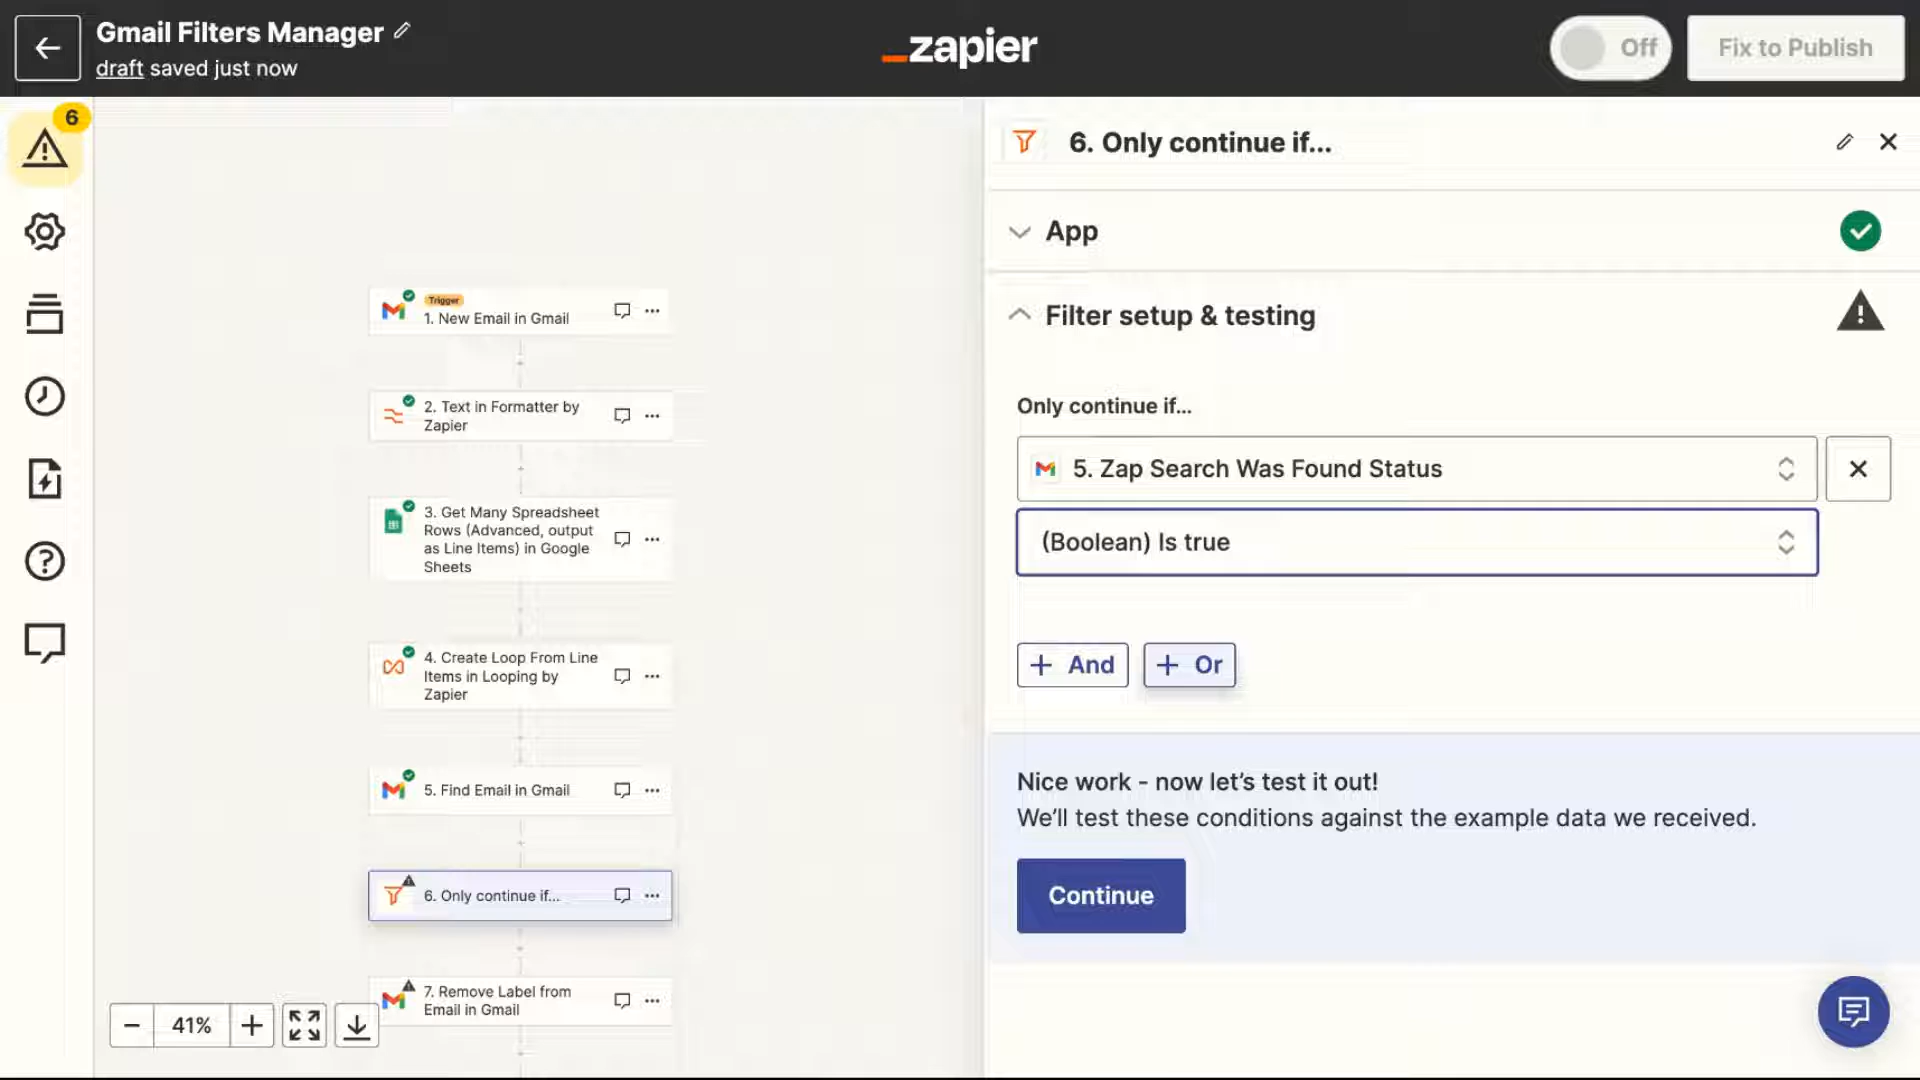 Gmail Filters Manager
draft saved just now
zapier
Off
Fix to Publish
6
Trigger
1. New Email in Gmail
2. Text in Formatter by
Zapier
3. Get Many Spreadsheet
Rows (Advanced, output
as Line Items) in Google
Sheets
4. Create Loop From Line
Items in Looping by
Zapier
5. Find Email in Gmail
6. Only continue if...
7. Remove Label from
Email in Gmail
41%
6. Only continue if...
App
Filter setup & testing
Only continue if...
5. Zap Search Was Found Status
(Boolean) Is true
+ And
+ Or
Nice work - now let's test it out!
We'll test these conditions against the example data we received.
Continue